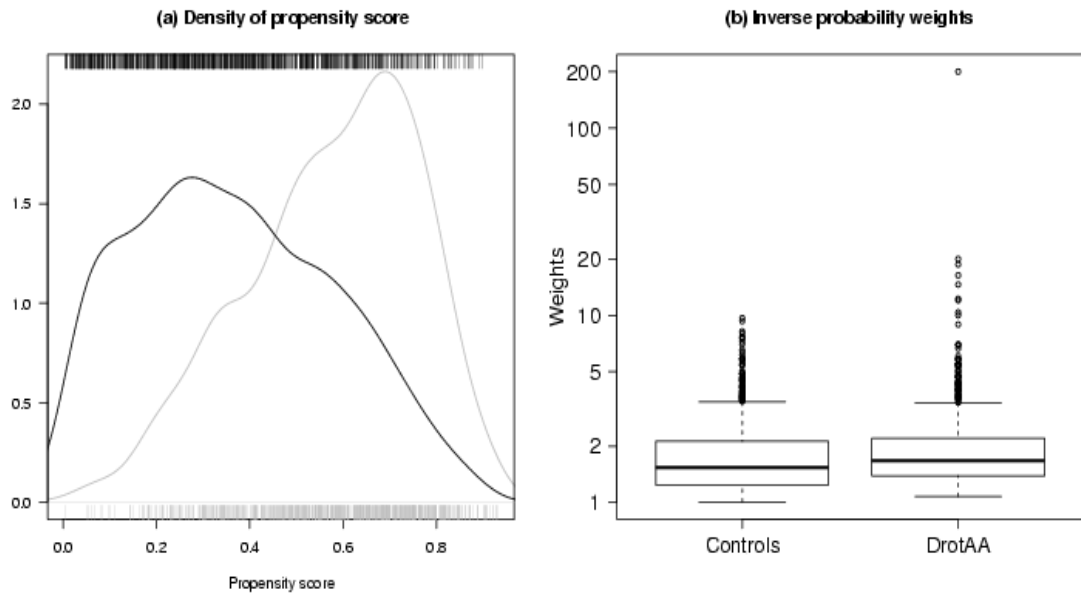 (a) Density of propensity score
2.0
1.5
1.0
0.5
0.0
0.0 0.2 0.4 0.6 0.8
Propensity score
(b) Inverse probability weights
200
100
50
20
10
5
2
1
Weights
Controls DrotAA